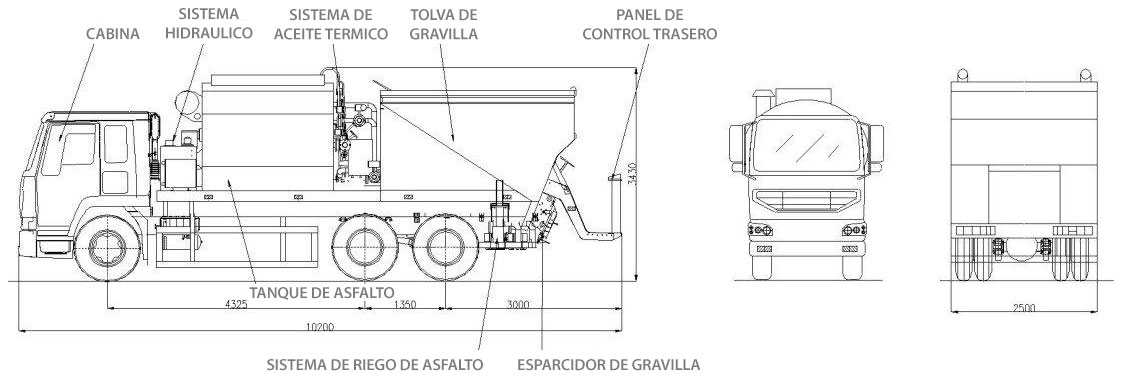 CABINA
SISTEMA
HIDRAULICO
SISTEMA DE
ACEITE TERMICO
TOLVA DE
GRAVILLA
PANEL DE
CONTROL TRASERO
3430
TANQUE DE ASFALTO
4325
1350
3000
2500
10200
SISTEMA DE RIEGO DE ASFALTO
ESPARCIDOR DE GRAVILLA